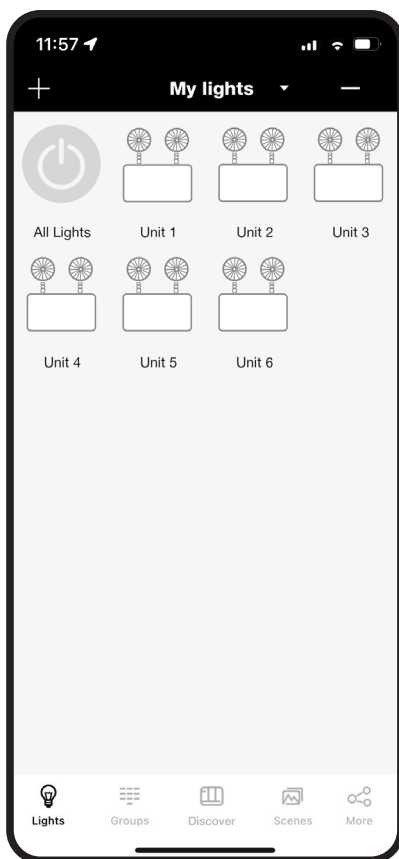 11:57
My lights
All Lights Unit 1 Unit 2 Unit 3
Unit 4 Unit 5 Unit 6
Lights Groups Discover Scenes More